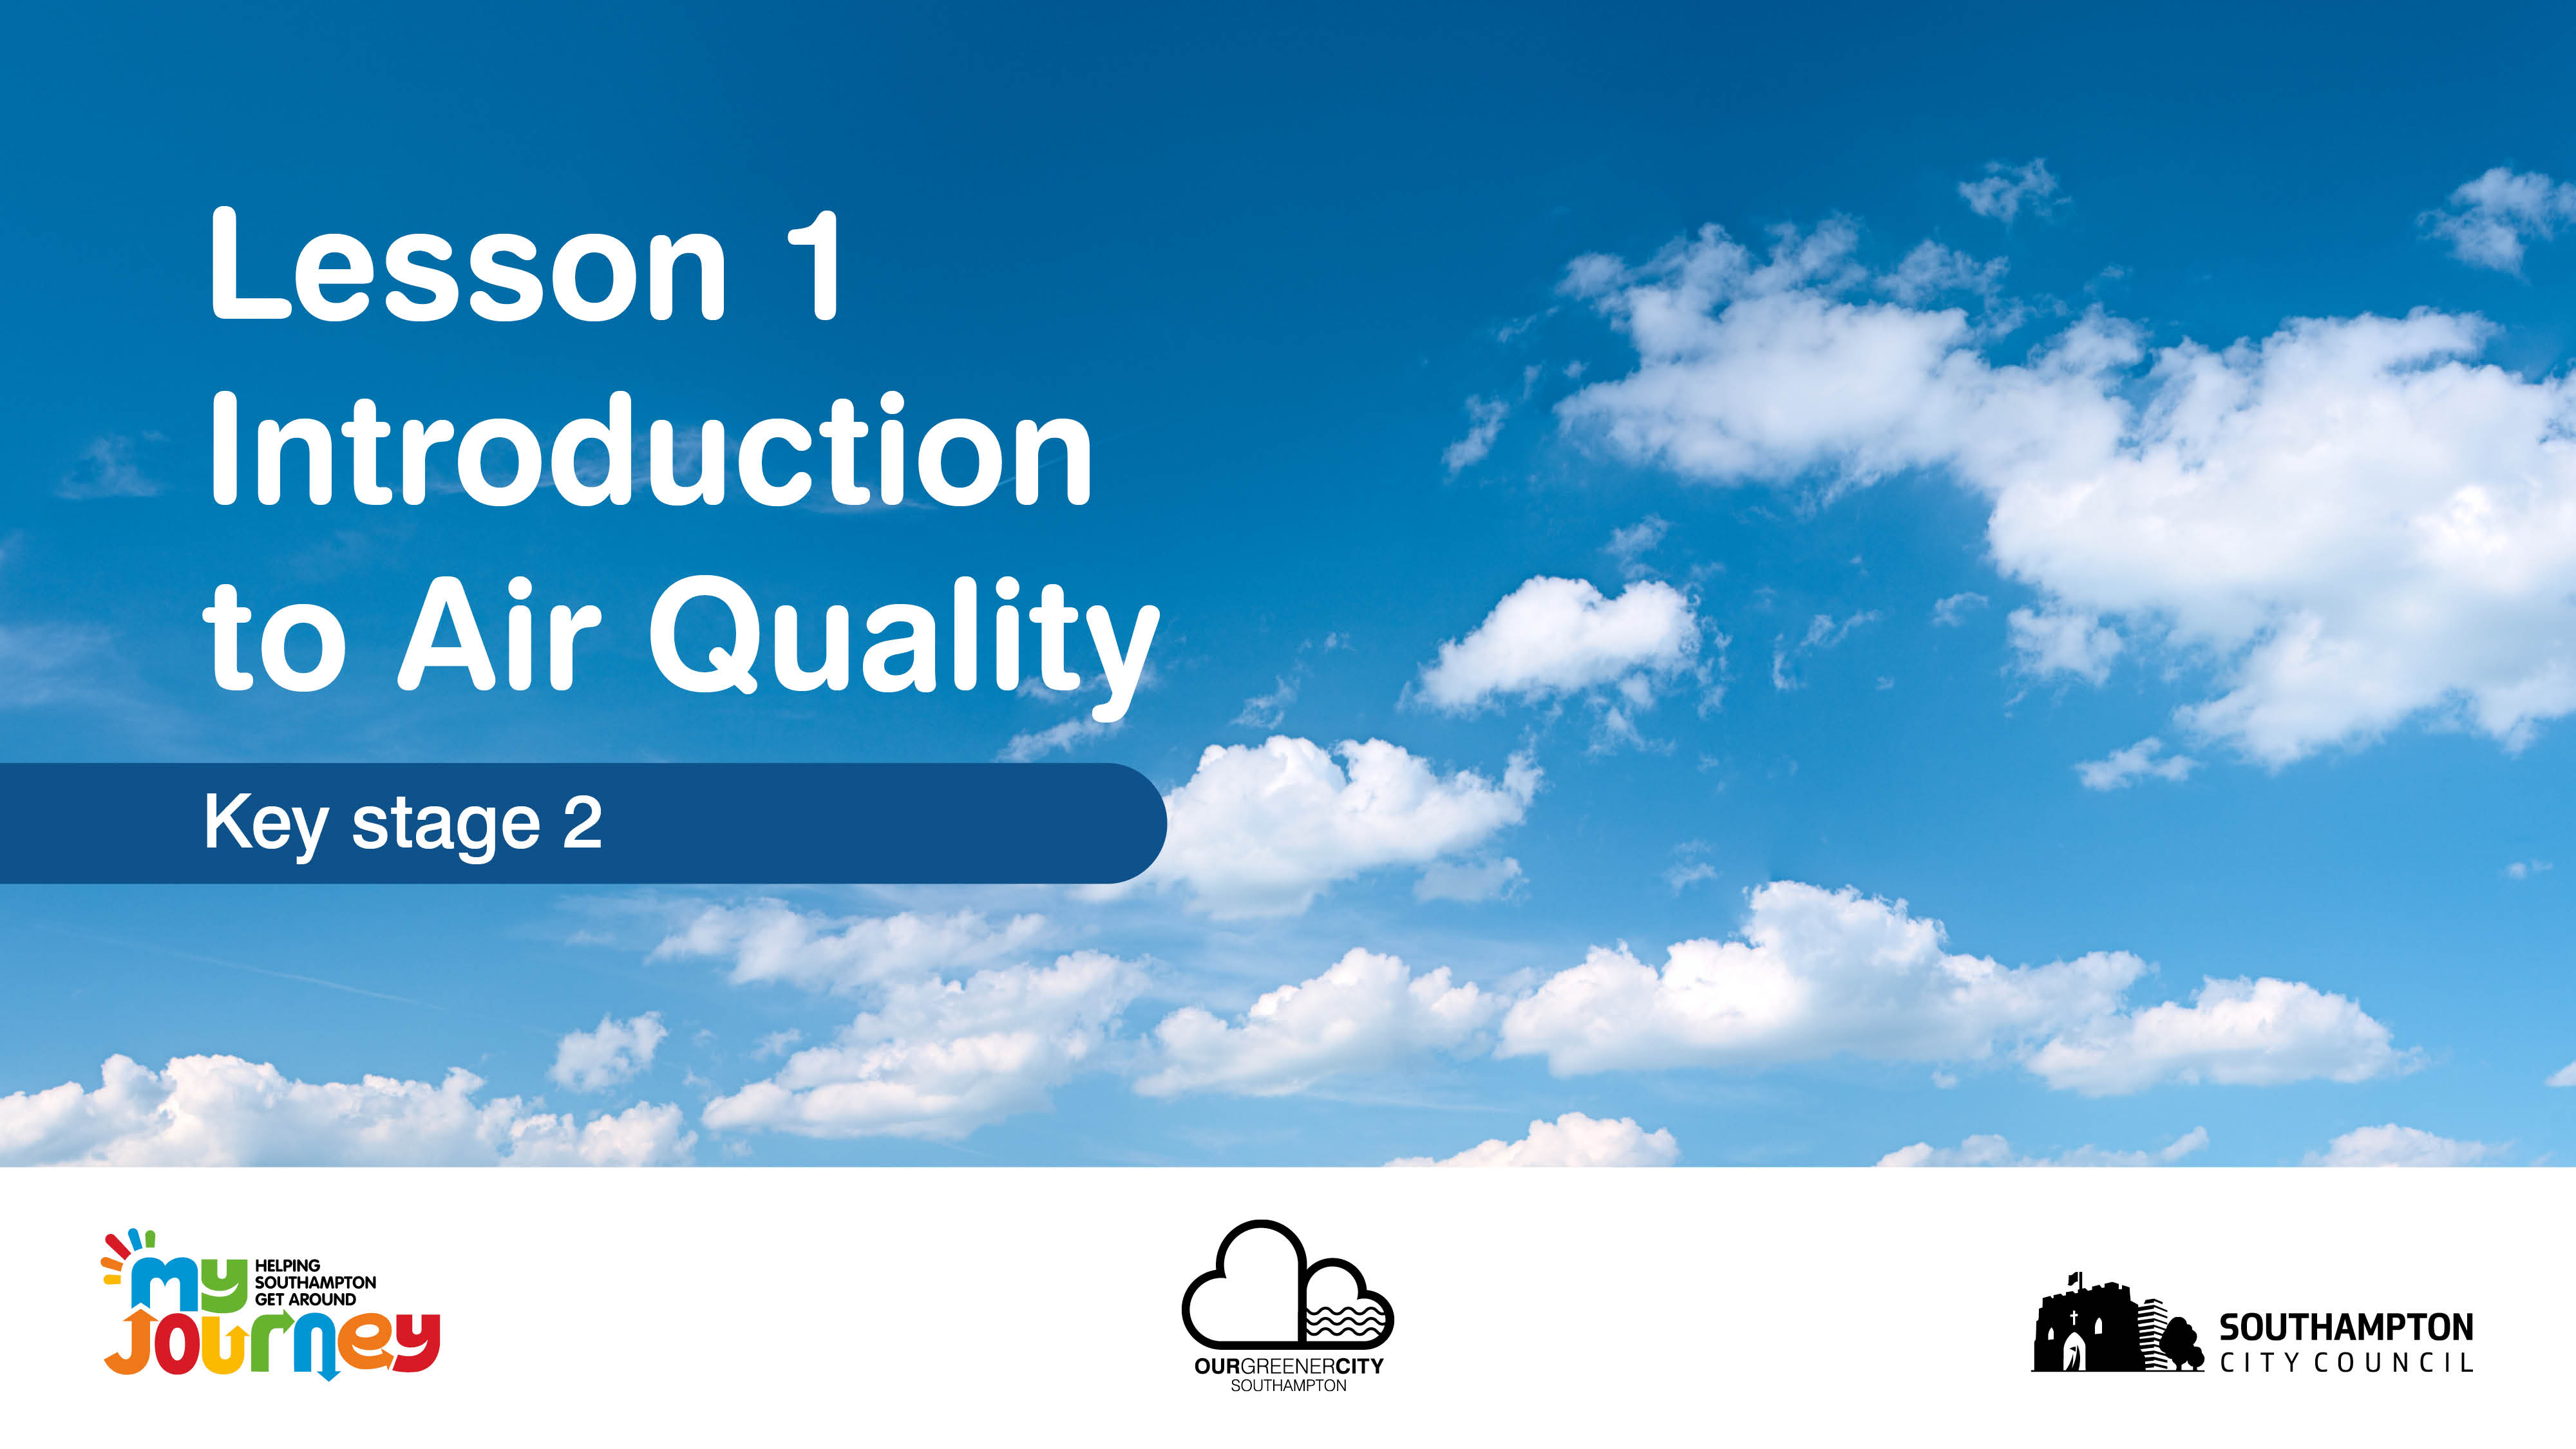 Lesson 1
Introduction
to Air Quality
Key stage 2
my
JOURNEY
HELPING
SOUTHAMPTON
GET AROUND
OURGREENERCITY
SOUTHAMPTON
SOUTHAMPTON
CITY COUNCIL